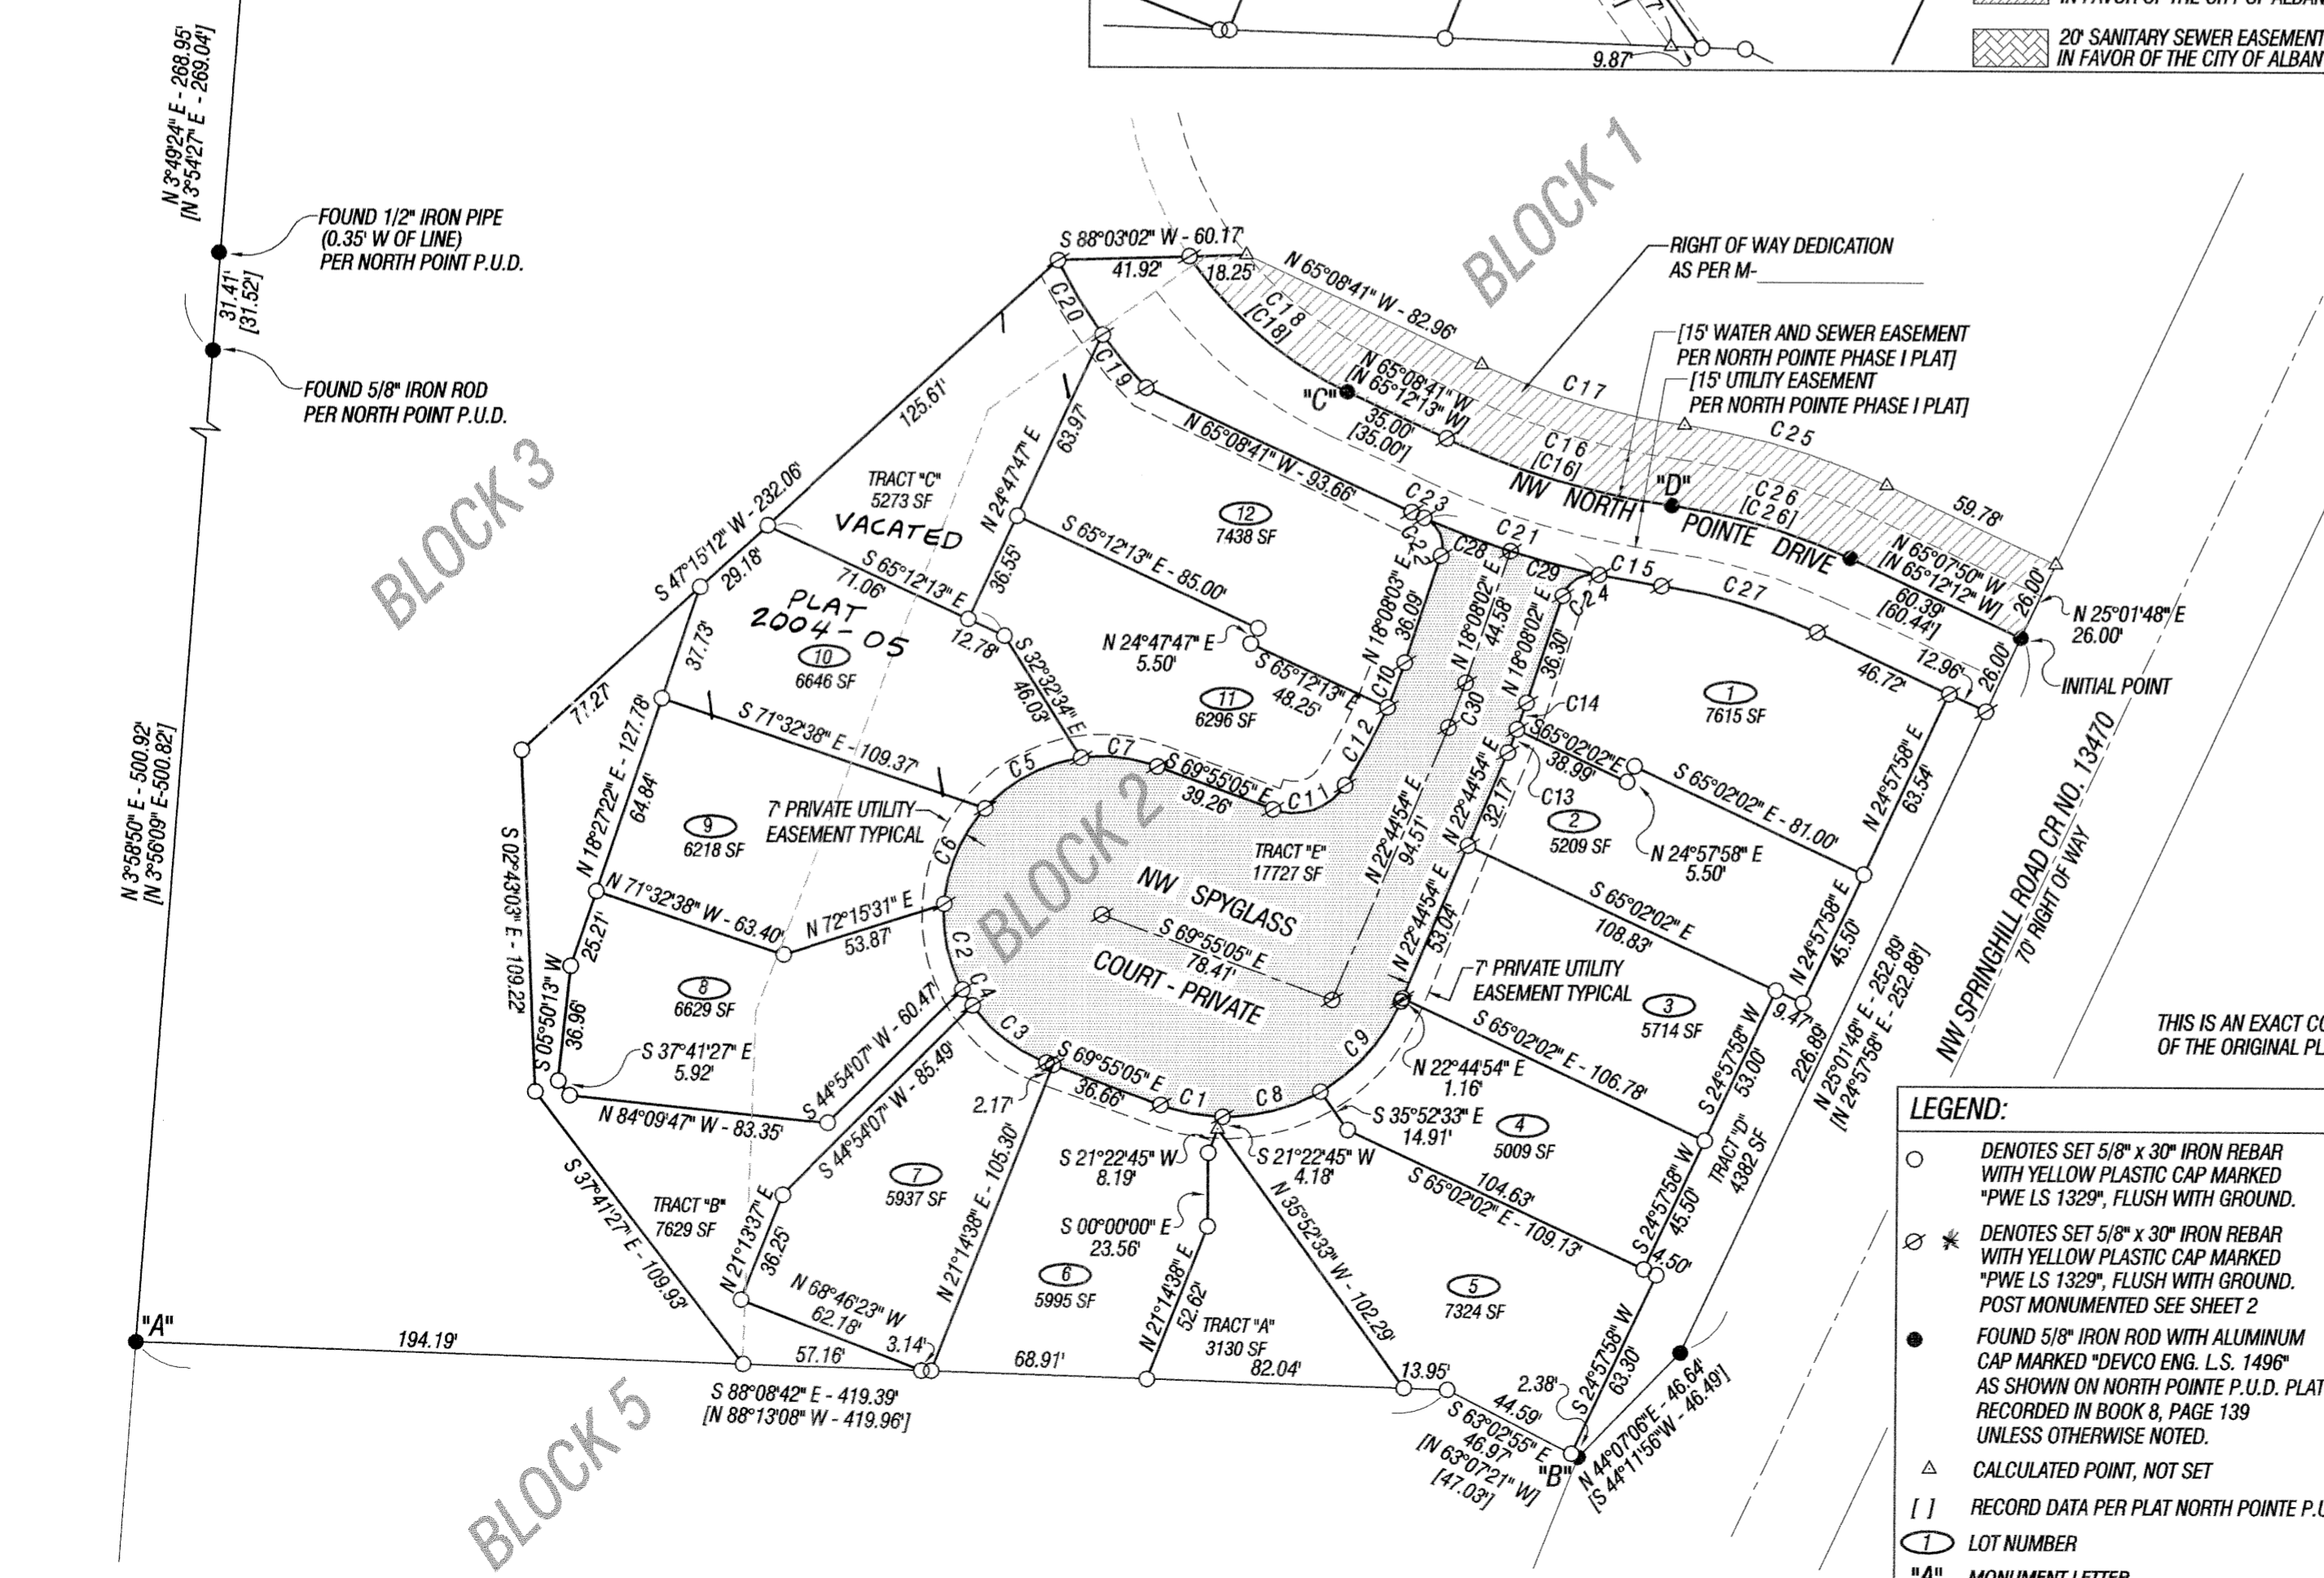 IN FAVOR OF THE CITY OF ALBAN
20' SANITARY SEWER EASEMENT
IN FAVOR OF THE CITY OF ALBAN
7'
9.87'
N 3°49'24" E - 268.95'
[N 3°54'27" E - 269.04']
FOUND 1/2" IRON PIPE
(0.35' W OF LINE)
PER NORTH POINT P.U.D.
31.41'
[31.52']
FOUND 5/8" IRON ROD
PER NORTH POINT P.U.D.
BLOCK 3
BLOCK 1
S 88°03'02" W - 60.17'
41.92'
18.25'
N 65°08'41" W - 82.96'
RIGHT OF WAY DEDICATION
AS PER M-
[15' WATER AND SEWER EASEMENT
PER NORTH POINTE PHASE I PLAT]
[15' UTILITY EASEMENT
PER NORTH POINTE PHASE I PLAT]
C20
C19
C18
[C18]
"C"
N 65°08'41" W
[N 65°12'13" W]
35.00'
[35.00']
C17
C25
C16
[C16]
"D"
C26
[C26]
59.78'
NW NORTH POINTE DRIVE
N 65°07'50" W
[N 65°12'12" W]
60.39'
[60.44']
26.00'
N 25°01'48" E
26.00'
26.00'
INITIAL POINT
12.96'
46.72'
125.61'
S 47°15'12" W - 232.06'
29.18'
77.27'
TRACT "C"
5273 SF
VACATED
N 24°47'47" E
63.97'
36.55'
N 65°08'41" W - 93.66'
12
7438 SF
S 65°12'13" E - 85.00'
C23
C22
C28
C21
C29
C15
C24
C27
S 65°12'13" E
71.06'
12.78'
PLAT
2004-05
10
6646 SF
37.73'
S 32°32'34" E
46.03'
N 24°47'47" E
5.50'
S 65°12'13" E
48.25'
11
6296 SF
N 18°08'03" E
36.09'
C10
C12
N 18°08'02" E
44.58'
C30
N 18°08'02" E
36.30'
C14
1
7615 SF
S65°02'02"E
38.99'
C13
S 65°02'02" E - 81.00'
N 24°57'58" E
63.54'
N 3°58'50" E - 500.92'
[N 3°56'09" E-500.82']
S 02°43'03" E - 109.22'
N 18°27'22" E - 127.78'
64.84'
S 71°32'38" E - 109.37'
7' PRIVATE UTILITY
EASEMENT TYPICAL
9
6218 SF
C5
C7
C6
S 69°55'05" E
39.26'
C11
BLOCK 2
TRACT "E"
17727 SF
NW SPYGLASS
COURT - PRIVATE
S 69°55'05" E
78.41'
N 22°44'54" E
94.51'
N 22°44'54" E
32.17'
2
5209 SF
N 24°57'58" E
5.50'
S 65°02'02" E
108.83'
N 22°44'54" E
53.04'
7' PRIVATE UTILITY
EASEMENT TYPICAL
3
5714 SF
N 24°57'58" E
45.50'
9.47'
NW SPRINGHILL ROAD CR NO. 13470
70' RIGHT OF WAY
226.89'
N 25°01'48" E - 252.89'
[N 24°57'58" E - 252.88']
TRACT "D"
4382 SF
N 71°32'38" W - 63.40'
N 72°15'31" E
53.87'
25.21'
8
6629 SF
S 05°50'13" W
36.96'
S 37°41'27" E
5.92'
N 84°09'47" W - 83.35'
S 44°54'07" W - 60.47'
S 44°54'07" W - 85.49'
C2
C4
C3
S 69°55'05" E
36.66'
2.17'
C1
C8
C9
N 22°44'54" E
1.16'
S 65°02'02" E - 106.78'
S 24°57'58" W
53.00'
S 35°52'33" E
14.91'
4
5009 SF
S 21°22'45" W
8.19'
S 21°22'45" W
4.18'
S 37°41'27" E - 109.93'
TRACT "B"
7629 SF
7
5937 SF
N 21°13'37" E
36.25'
N 68°46'23" W
62.18'
N 21°14'38" E - 105.30'
S 00°00'00" E
23.56'
N 21°14'38" E
52.62'
6
5995 SF
TRACT "A"
3130 SF
N 35°52'33" W - 102.29'
104.63'
S 65°02'02" E - 109.13'
S 24°57'58" W
45.50'
4.50'
5
7324 SF
"A"
194.19'
57.16'
3.14'
68.91'
82.04'
13.95'
S 88°08'42" E - 419.39'
[N 88°13'08" W - 419.96']
BLOCK 5
44.59'
2.38'
S 63°02'55" E
46.97'
[N 63°07'21" W]
[47.03']
S 24°57'58" W
63.30'
"B"
N 44°07'06"E - 46.64'
[S 44°11'56"W - 46.49']
THIS IS AN EXACT CO
OF THE ORIGINAL PL
LEGEND:
DENOTES SET 5/8" x 30" IRON REBAR
WITH YELLOW PLASTIC CAP MARKED
"PWE LS 1329", FLUSH WITH GROUND.
DENOTES SET 5/8" x 30" IRON REBAR
WITH YELLOW PLASTIC CAP MARKED
"PWE LS 1329", FLUSH WITH GROUND.
POST MONUMENTED SEE SHEET 2
FOUND 5/8" IRON ROD WITH ALUMINUM
CAP MARKED "DEVCO ENG. L.S. 1496"
AS SHOWN ON NORTH POINTE P.U.D. PLAT
RECORDED IN BOOK 8, PAGE 139
UNLESS OTHERWISE NOTED.
CALCULATED POINT, NOT SET
[ ] RECORD DATA PER PLAT NORTH POINTE P.U
1 LOT NUMBER
"A" MONUMENT LETTER